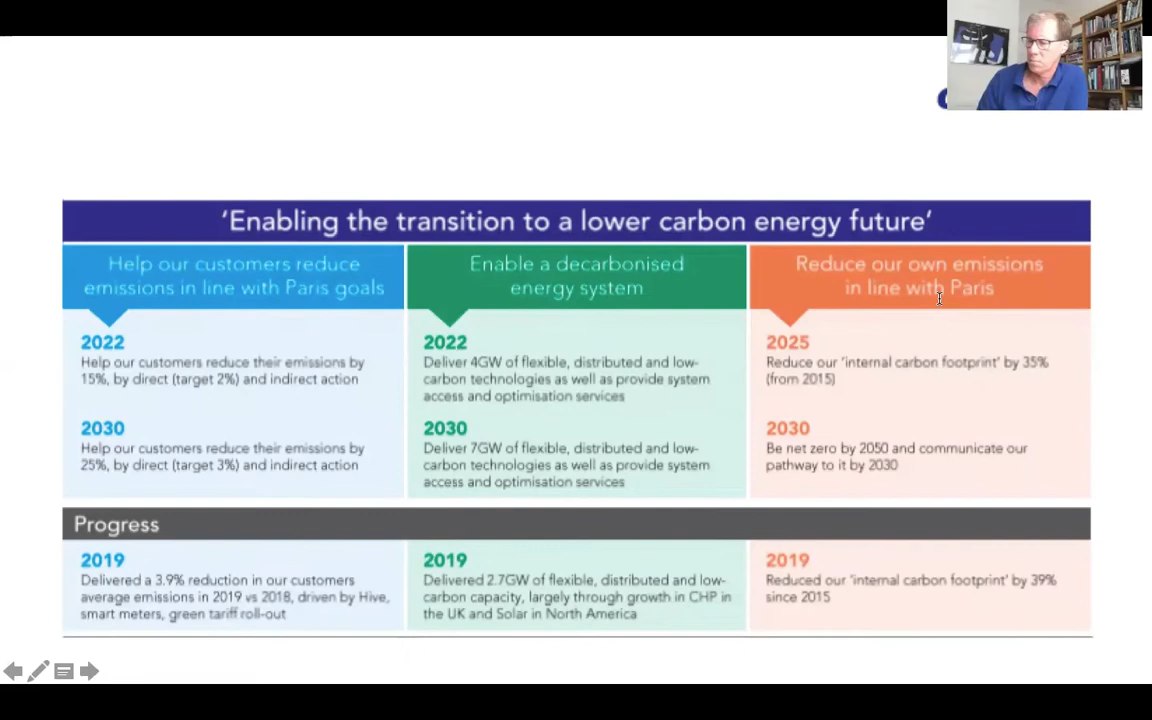 ‘Enabling the transition to a lower carbon energy future’
Help our customers reduce
emissions in line with Paris goals
2022
Help our customers reduce their emissions by
15%, by direct (target 2%) and indirect action
2030
Help our customers reduce their emissions by
25%, by direct (target 3%) and indirect action
Enable a decarbonised
energy system
2022
Deliver 4GW of flexible, distributed and low-
carbon technologies as well as provide system
access and optimisation services
2030
Deliver 7GW of flexible, distributed and low-
carbon technologies as well as provide system
access and optimisation services
Reduce our own emissions
in line with Paris
2025
Reduce our ‘internal carbon footprint’ by 35%
(from 2015)
2030
Be net zero by 2050 and communicate our
pathway to it by 2030
Progress
2019
Delivered a 3.9% reduction in our customers
average emissions in 2019 vs 2018, driven by Hive,
smart meters, green tariff roll-out
2019
Delivered 2.7GW of flexible, distributed and low-
carbon capacity, largely through growth in CHP in
the UK and Solar in North America
2019
Reduced our ‘internal carbon footprint’ by 39%
since 2015